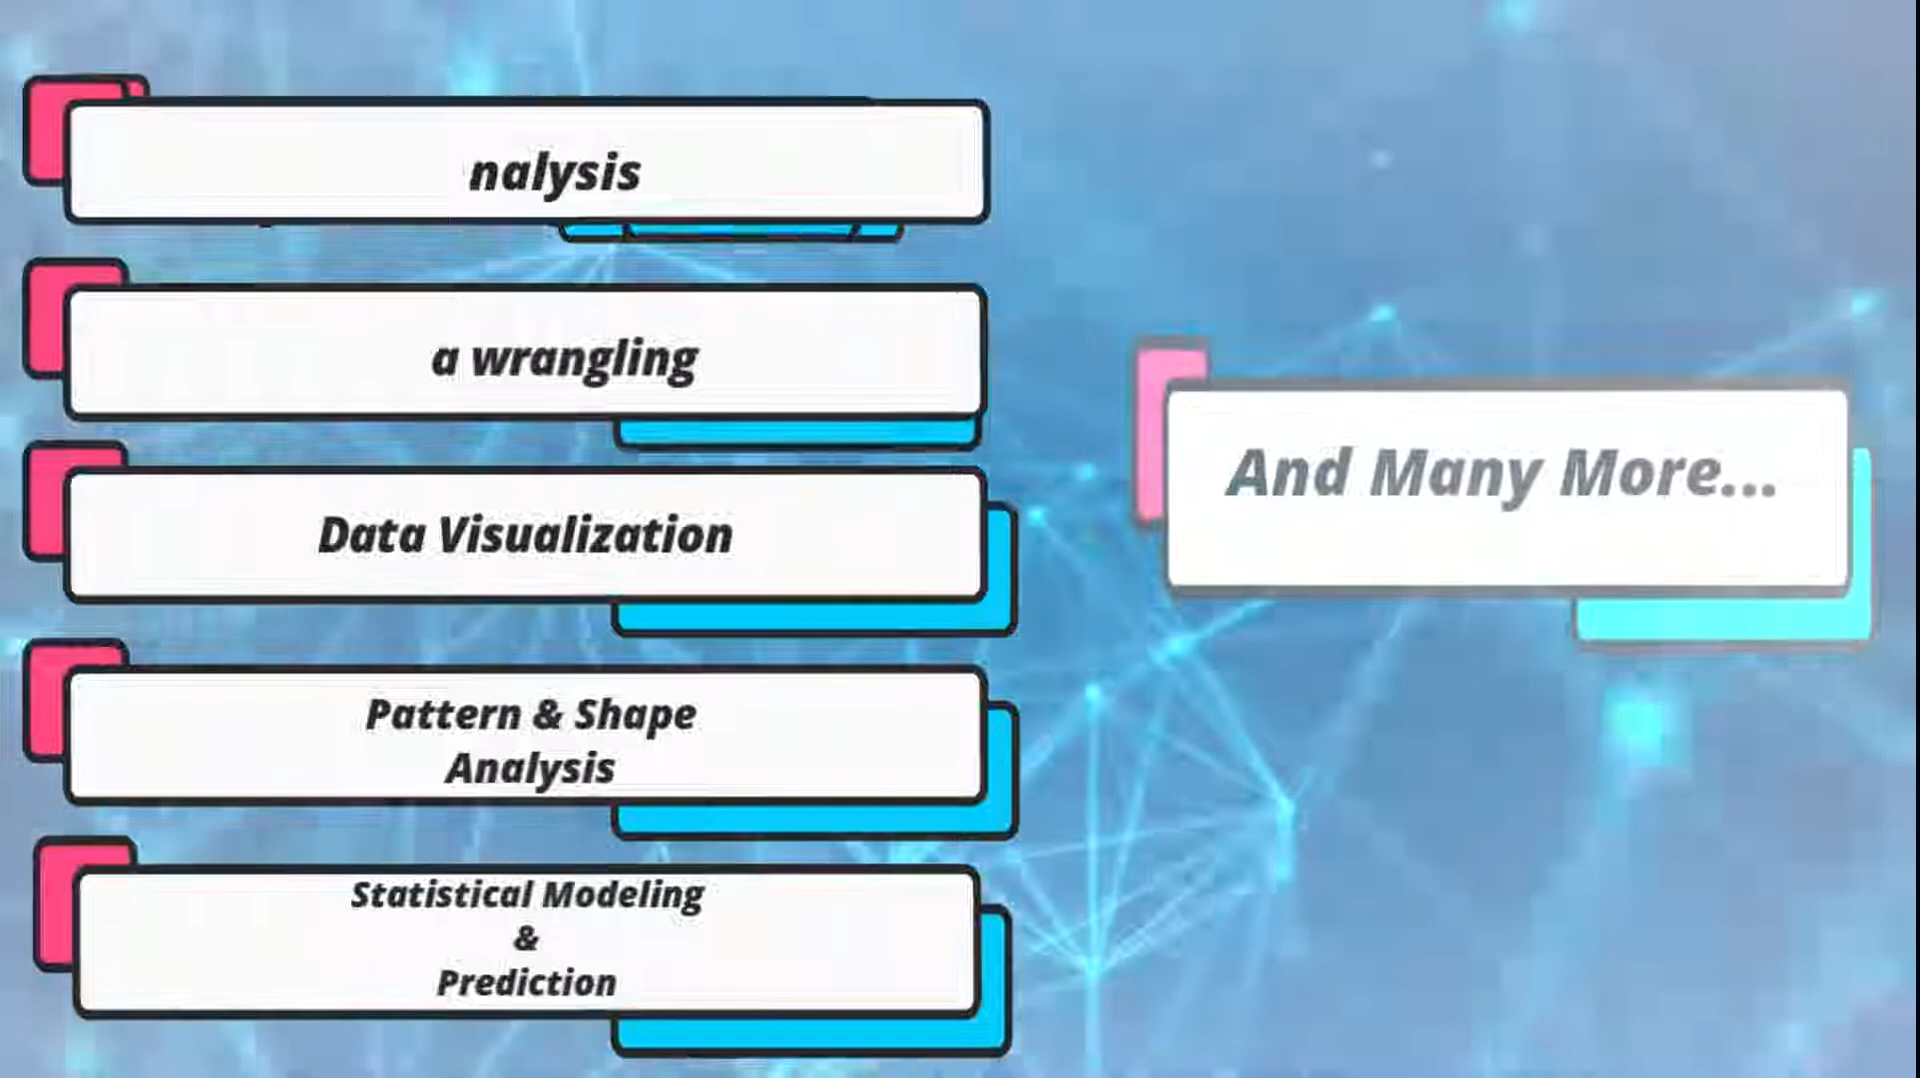 nalysis
a wrangling
Data Visualization
Pattern & Shape
Analysis
Statistical Modeling
&
Prediction
And Many More...